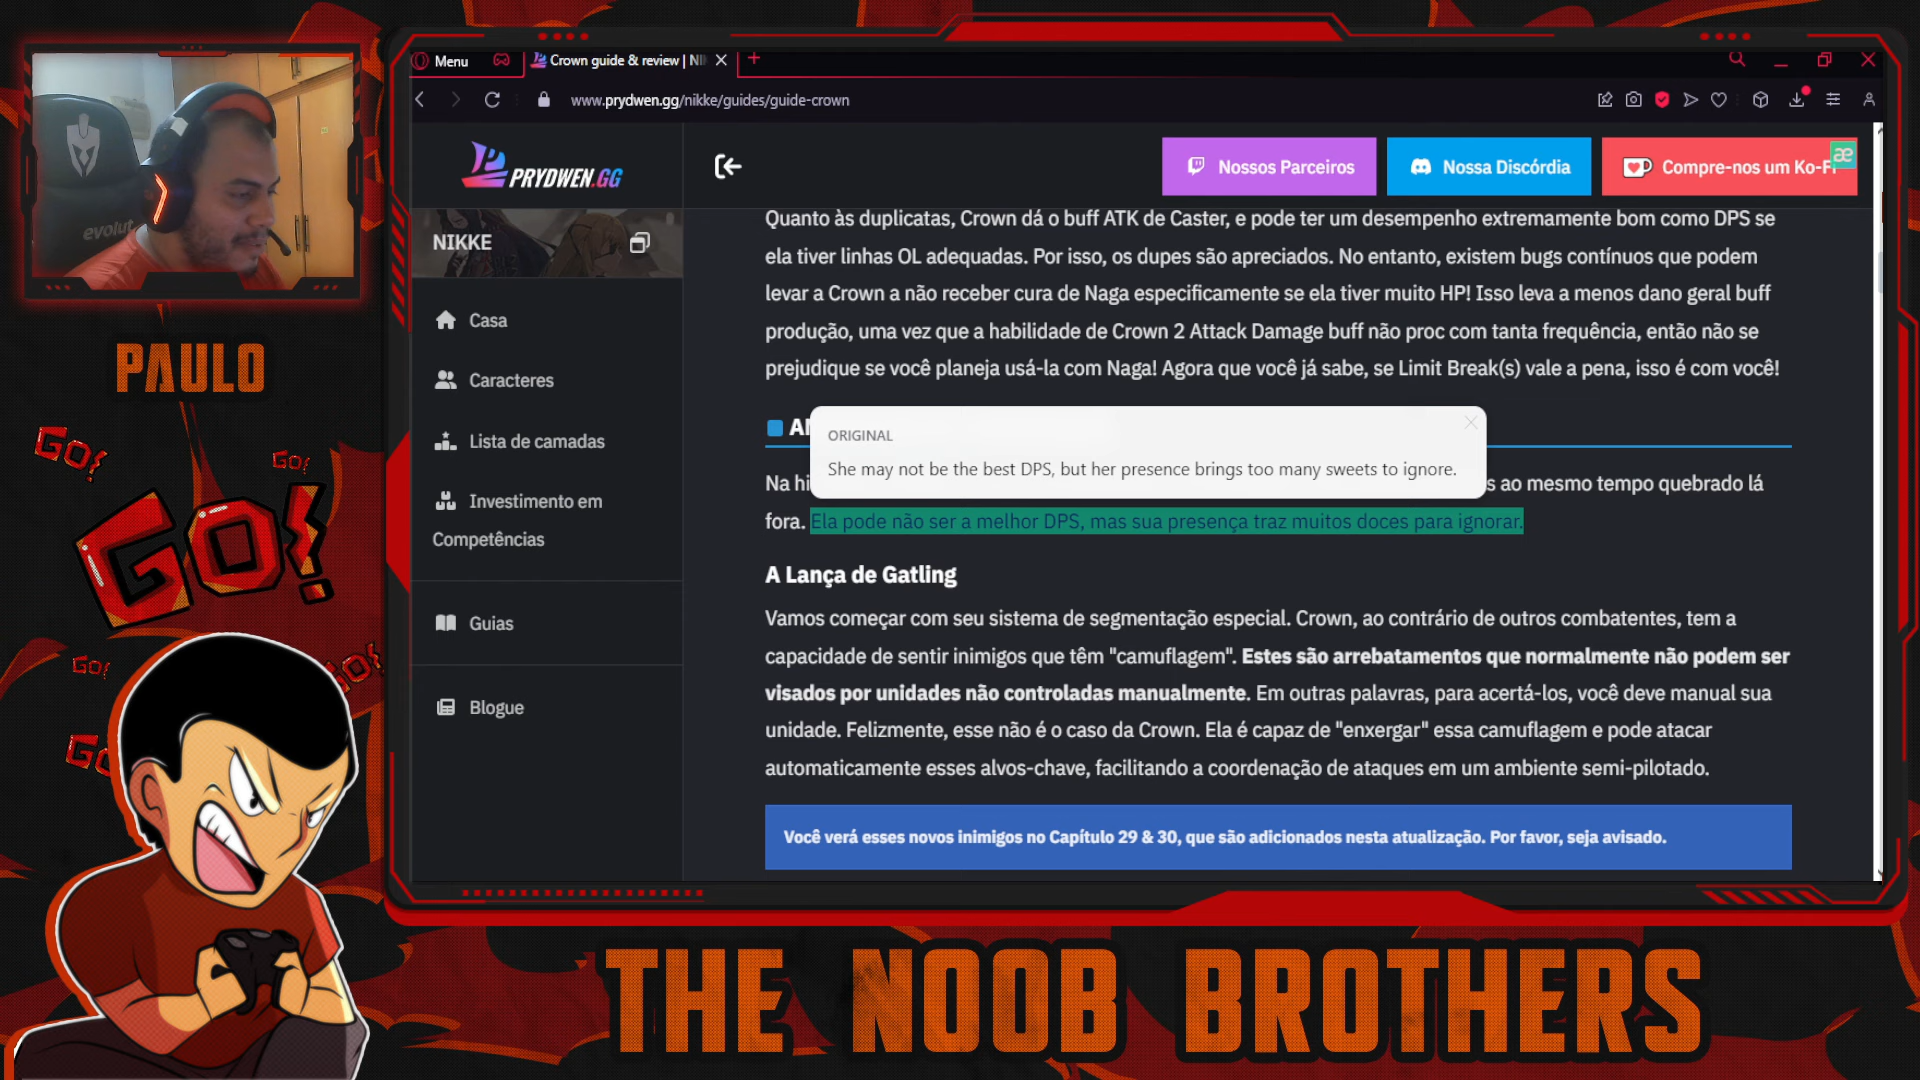 Menu
Crown guide & review | NI
www.prydwen.gg/nikke/guides/guide-crown
PRYDWEN.GG
Nossos Parceiros
Nossa Discórdia
Compre-nos um Ko-Fi
æ
evolut
PAULO
GO!
GO!
GO!
GO!
GO!
GO!
NIKKE
Casa
Caracteres
Lista de camadas
Investimento em
Competências
Guias
Blogue
Quanto às duplicatas, Crown dá o buff ATK de Caster, e pode ter um desempenho extremamente bom como DPS se
ela tiver linhas OL adequadas. Por isso, os dupes são apreciados. No entanto, existem bugs contínuos que podem
levar a Crown a não receber cura de Naga especificamente se ela tiver muito HP! Isso leva a menos dano geral buff
produção, uma vez que a habilidade de Crown 2 Attack Damage buff não proc com tanta frequência, então não se
prejudique se você planeja usá-la com Naga! Agora que você já sabe, se Limit Break(s) vale a pena, isso é com você!
ORIGINAL
She may not be the best DPS, but her presence brings too many sweets to ignore.
Na hi s ao mesmo tempo quebrado lá
fora. Ela pode não ser a melhor DPS, mas sua presença traz muitos doces para ignorar.
A Lança de Gatling
Vamos começar com seu sistema de segmentação especial. Crown, ao contrário de outros combatentes, tem a
capacidade de sentir inimigos que têm "camuflagem". Estes são arrebatamentos que normalmente não podem ser
visados por unidades não controladas manualmente. Em outras palavras, para acertá-los, você deve manual sua
unidade. Felizmente, esse não é o caso da Crown. Ela é capaz de "enxergar" essa camuflagem e pode atacar
automaticamente esses alvos-chave, facilitando a coordenação de ataques em um ambiente semi-pilotado.
Você verá esses novos inimigos no Capítulo 29 & 30, que são adicionados nesta atualização. Por favor, seja avisado.
THE NOOB BROTHERS